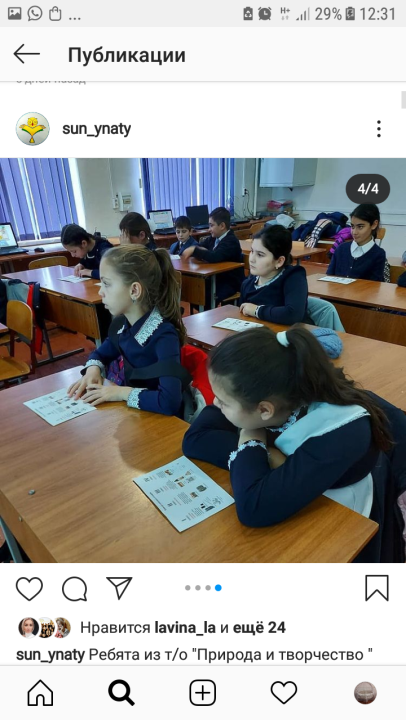 ... 29% 12:31
Публикации
sun_ynaty
4/4
Нравится lavina_la и ещё 24
sun_ynaty Ребята из т/о "Природа и творчество "